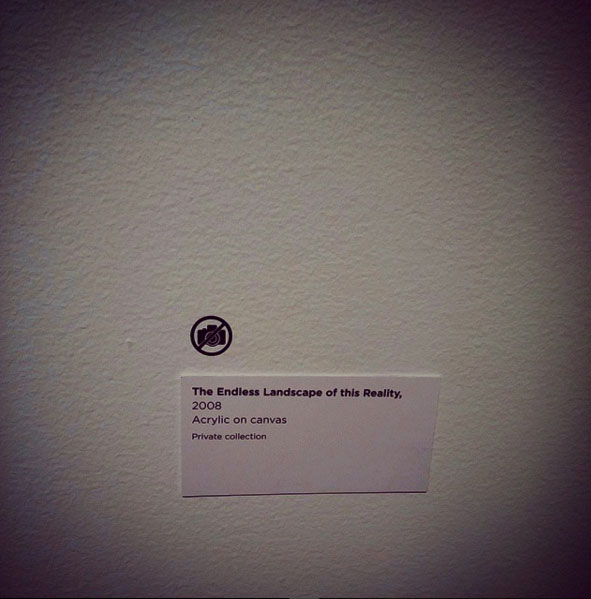 The Endless Landscape of this Reality,
2008
Acrylic on canvas
Private collection